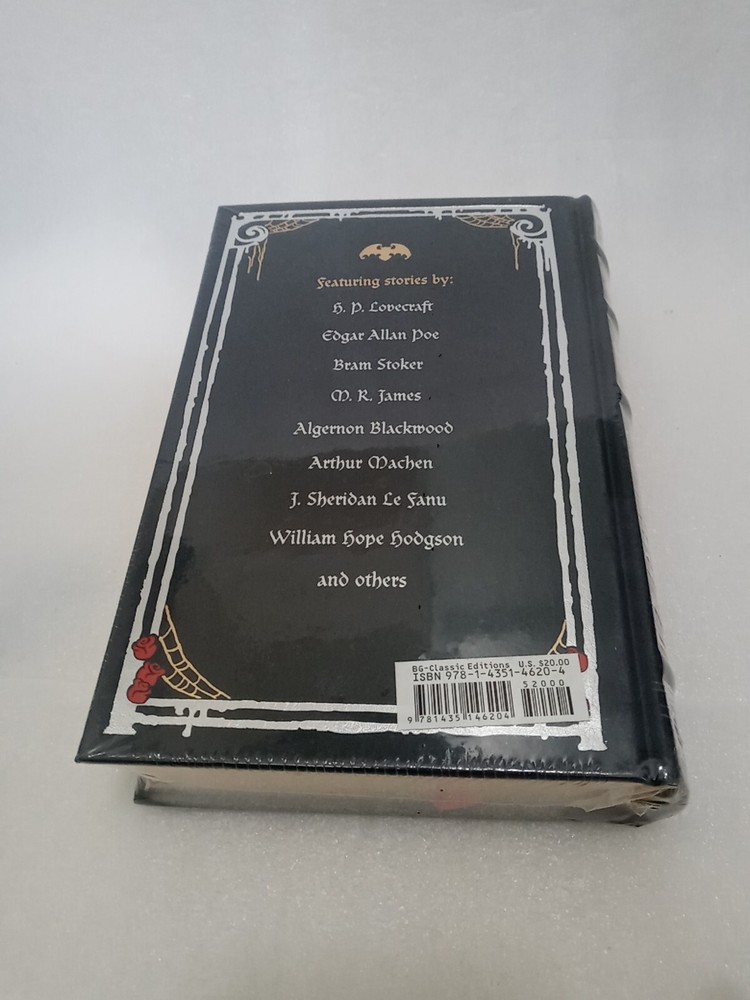 Featuring stories by:
H. P. Lovecraft
Edgar Allan Poe
Bram Stoker
M. R. James
Algernon Blackwood
Arthur Machen
J. Sheridan Le Fanu
William Hope Hodgson
and others
BG-Classic Editions U.S. $20.00
ISBN 978-1-4351-4620-4
52000
9 781435 146204